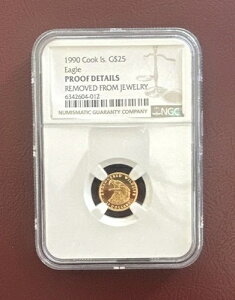 1990 Cook Is. G$25
Eagle
PROOF DETAILS
REMOVED FROM JEWELRY
6342604-012
NUMISMATIC GUARANTY COMPANY
NGC